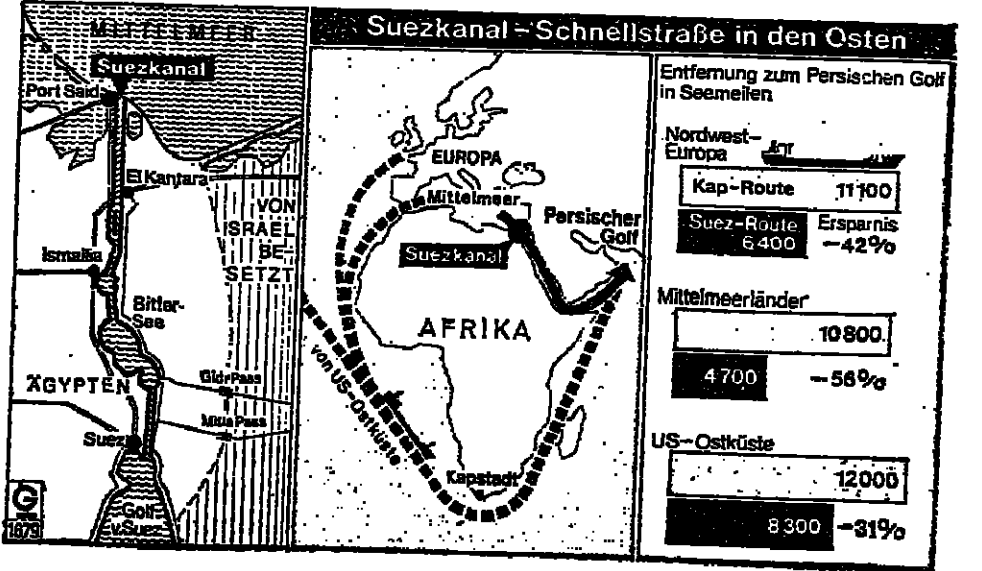 Suezkanal – Schnellstraße in den Osten
MITTELMEER
Suezkanal
Port Said
El Kantara
VON
ISRAEL
BE-
SETZT
Ismailia
Bitter-
See
ÄGYPTEN
Gidi Pass
Mitla Pass
Suez
Golf
v. Suez
1679
EUROPA
Mittelmeer
Persischer
Golf
Suezkanal
AFRIKA
von US-Ostküste
Kapstadt
Entfernung zum Persischen Golf
in Seemeilen
Nordwest-
Europa
Kap-Route 11100
Suez-Route Ersparnis
6400 -42%
Mittelmeerländer
10800
4700 -56%
US-Ostküste
12000
8300 -31%